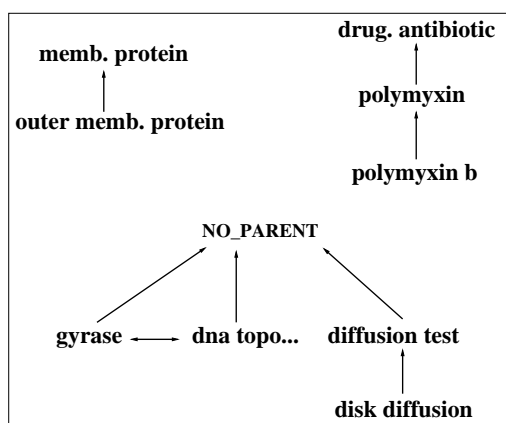 drug. antibiotic
memb. protein
polymyxin
outer memb. protein
polymyxin b
NO_PARENT
gyrase
dna topo...
diffusion test
disk diffusion